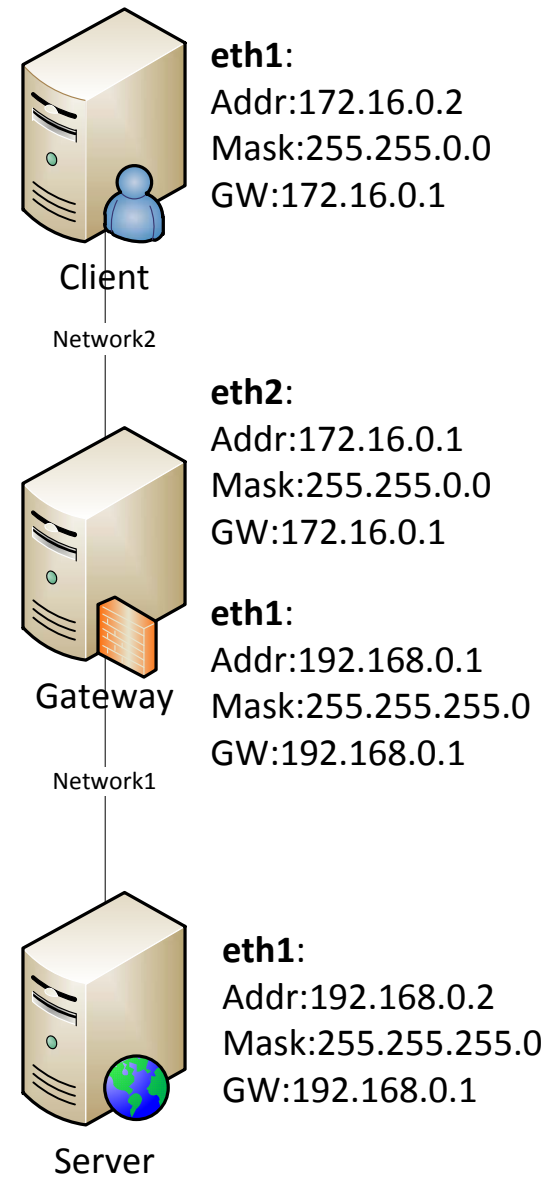 eth1:
Addr:172.16.0.2
Mask:255.255.0.0
GW:172.16.0.1
Client
Network2
eth2:
Addr:172.16.0.1
Mask:255.255.0.0
GW:172.16.0.1
eth1:
Addr:192.168.0.1
Mask:255.255.255.0
GW:192.168.0.1
Gateway
Network1
eth1:
Addr:192.168.0.2
Mask:255.255.255.0
GW:192.168.0.1
Server